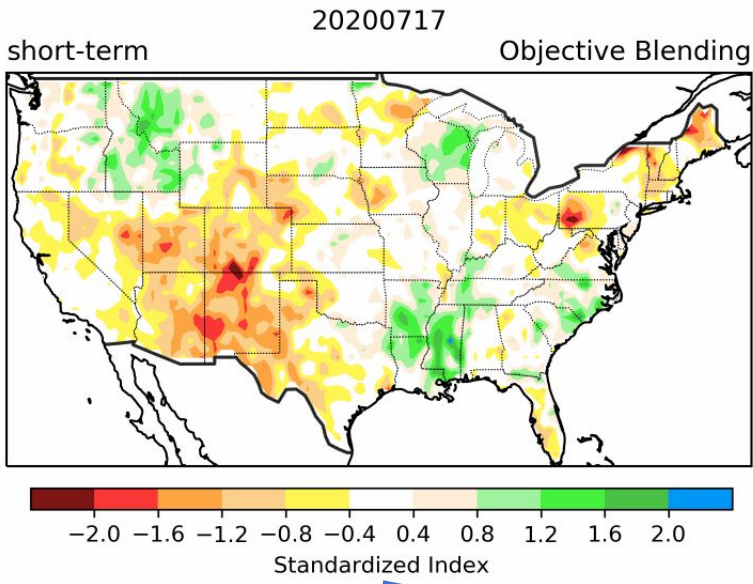 20200717
short-term Objective Blending
−2.0 −1.6 −1.2 −0.8 −0.4 0.4 0.8 1.2 1.6 2.0
Standardized Index